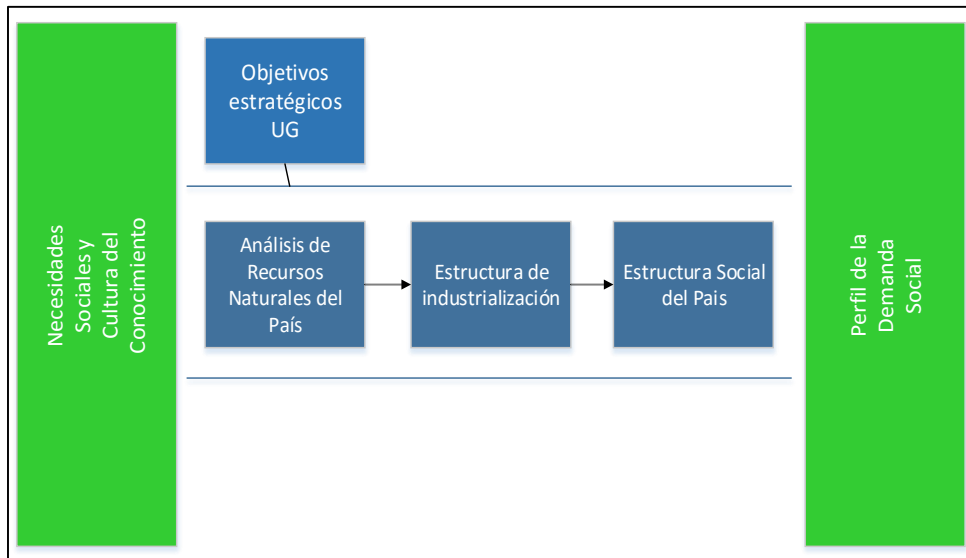 Necesidades
Sociales y
Cultura del
Conocimiento
Objetivos
estratégicos
UG
Análisis de
Recursos
Naturales del
País
Estructura de
industrialización
Estructura Social
del Pais
Perfil de la
Demanda
Social